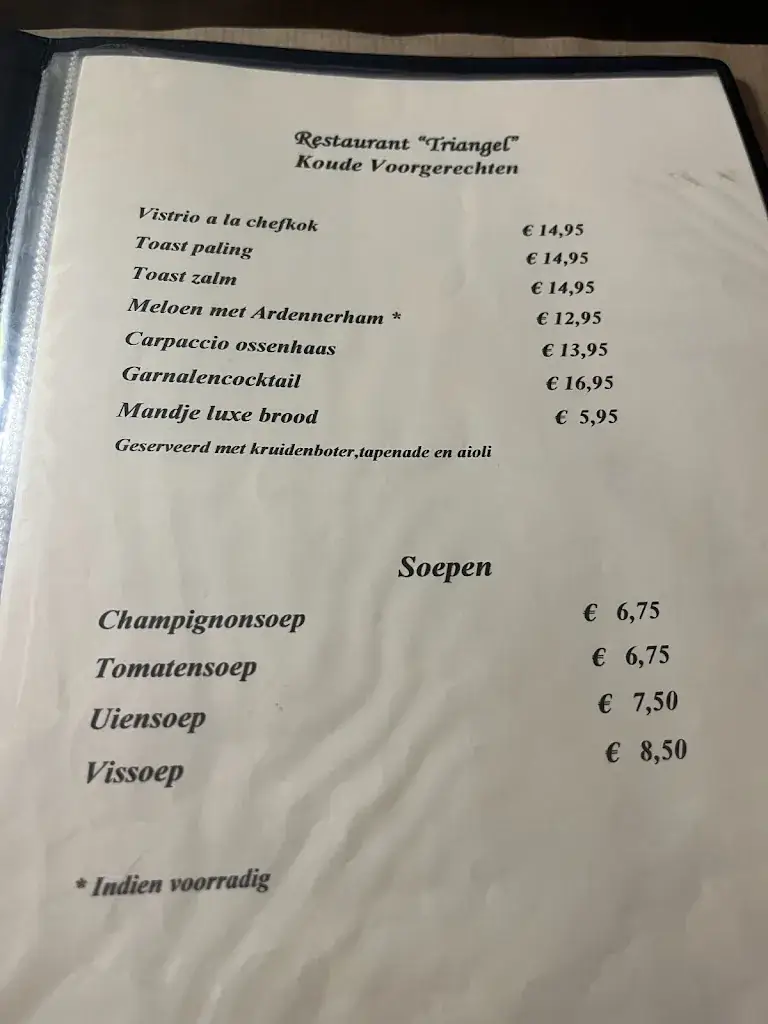 Restaurant "Triangel"
Koude Voorgerechten
Vistrio a la chefkok € 14,95
Toast paling € 14,95
Toast zalm € 14,95
Meloen met Ardennerham * € 12,95
Carpaccio ossenhaas € 13,95
Garnalencocktail € 16,95
Mandje luxe brood € 5,95
Geserveerd met kruidenboter,tapenade en aioli
Soepen
Champignonsoep € 6,75
Tomatensoep € 6,75
Uiensoep € 7,50
Vissoep € 8,50
* Indien voorradig